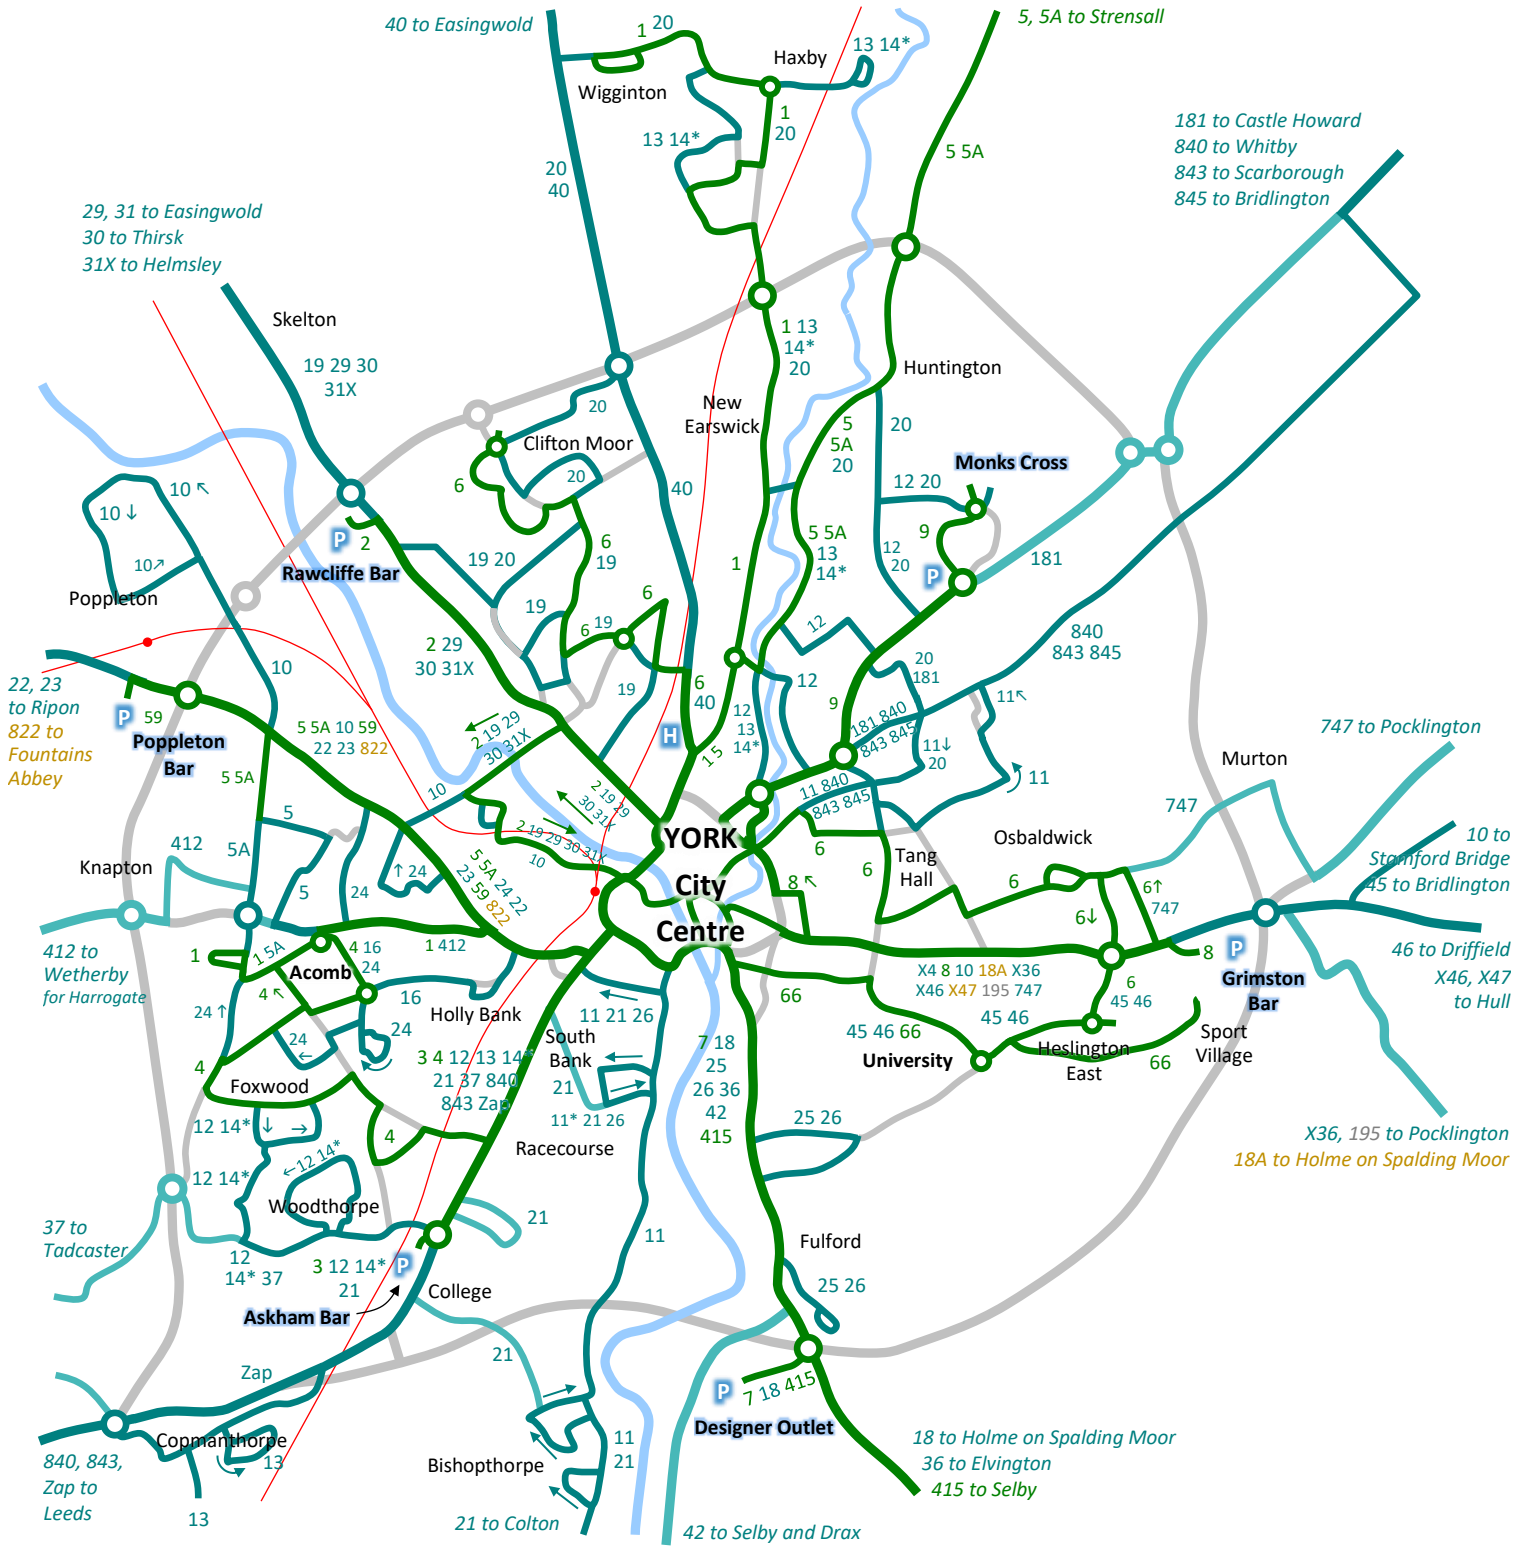 40 to Easingwold
1 20
13 14*
5, 5A to Strensall
Haxby
Wigginton
1
20
13 14*
5 5A
181 to Castle Howard
840 to Whitby
843 to Scarborough
845 to Bridlington
20
40
29, 31 to Easingwold
30 to Thirsk
31X to Helmsley
Skelton
19 29 30
31X
1 13
14*
20
Huntington
New
Earswick
20
Clifton Moor
5
5A
20
20
Monks Cross
10 ↖
10 ↓
6
20
40
12 20
P
2
Rawcliffe Bar
10↗
Poppleton
19 20
6
19
1
5 5A
13
14*
9
12
20
P
181
19
6
6
19
12
840
843 845
2 29
30 31X
10
20
181
11↖
22, 23
to Ripon
822 to
Fountains
Abbey
P
59
Poppleton
Bar
5 5A 10 59
22 23 822
19
6
40
12
12
13
14*
9
181 840
843 845
11↓
20
11
2 19 29
30 31X
H
1 5
747 to Pocklington
Murton
5 5A
10
2 19 29
30 31X
11 840
843 845
747
5
2 19 29 30 31X
10
YORK
City
Centre
6
6
Tang
Hall
Osbaldwick
10 to
Stamford Bridge
45 to Bridlington
Knapton
412
5A
5
24
↑ 24
5 5A 24 22
23 59 822
8 ↖
6
6↓
6↑
747
412 to
Wetherby
for Harrogate
1
1 5A
Acomb
4 ↖
4 16
24
1 412
16
Holly Bank
24 ↑
24
←
24
4
Foxwood
11 21 26
South
Bank
66
X4 8 10 18A X36
X46 X47 195 747
8
P
Grimston
Bar
46 to Driffield
X46, X47
to Hull
6
45 46
45 46 66
45 46
University
Heslington
East
66
Sport
Village
3 4 12 13 14*
21 37 840
843 Zap
21
11* 21 26
7 18
25
26 36
42
415
12 14*
↓ →
4
Racecourse
25 26
X36, 195 to Pocklington
18A to Holme on Spalding Moor
←12 14*
12 14*
Woodthorpe
37 to
Tadcaster
12
14* 37
3 12 14*
21
P
21
College
Askham Bar
11
Fulford
25 26
Zap
21
P
7 18 415
Designer Outlet
Copmanthorpe
13
840, 843,
Zap to
Leeds
13
Bishopthorpe
11
21
21 to Colton
42 to Selby and Drax
18 to Holme on Spalding Moor
36 to Elvington
415 to Selby